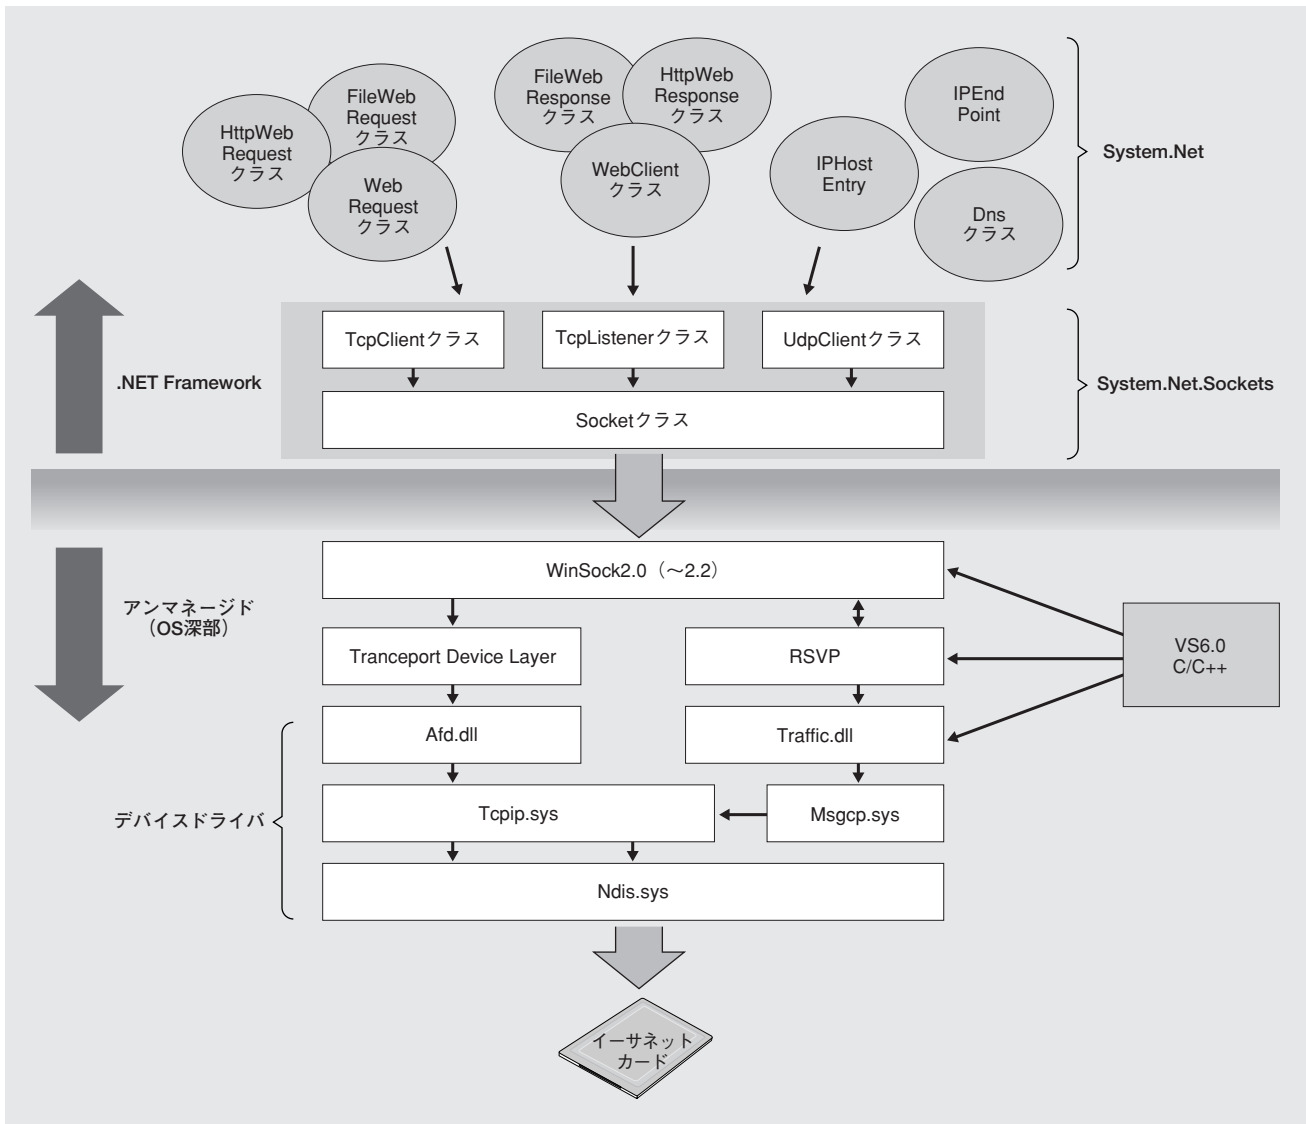 FileWeb
Request
クラス
HttpWeb
Request
クラス
Web
Request
クラス
FileWeb
Response
クラス
HttpWeb
Response
クラス
WebClient
クラス
IPHost
Entry
IPEnd
Point
Dns
クラス
System.Net
.NET Framework
TcpClientクラス
TcpListenerクラス
UdpClientクラス
Socketクラス
System.Net.Sockets
アンマネージド
（OS深部）
WinSock2.0（～2.2）
Tranceport Device Layer
RSVP
VS6.0
C/C++
Afd.dll
Traffic.dll
デバイスドライバ
Tcpip.sys
Msgcp.sys
Ndis.sys
イーサネット
カード